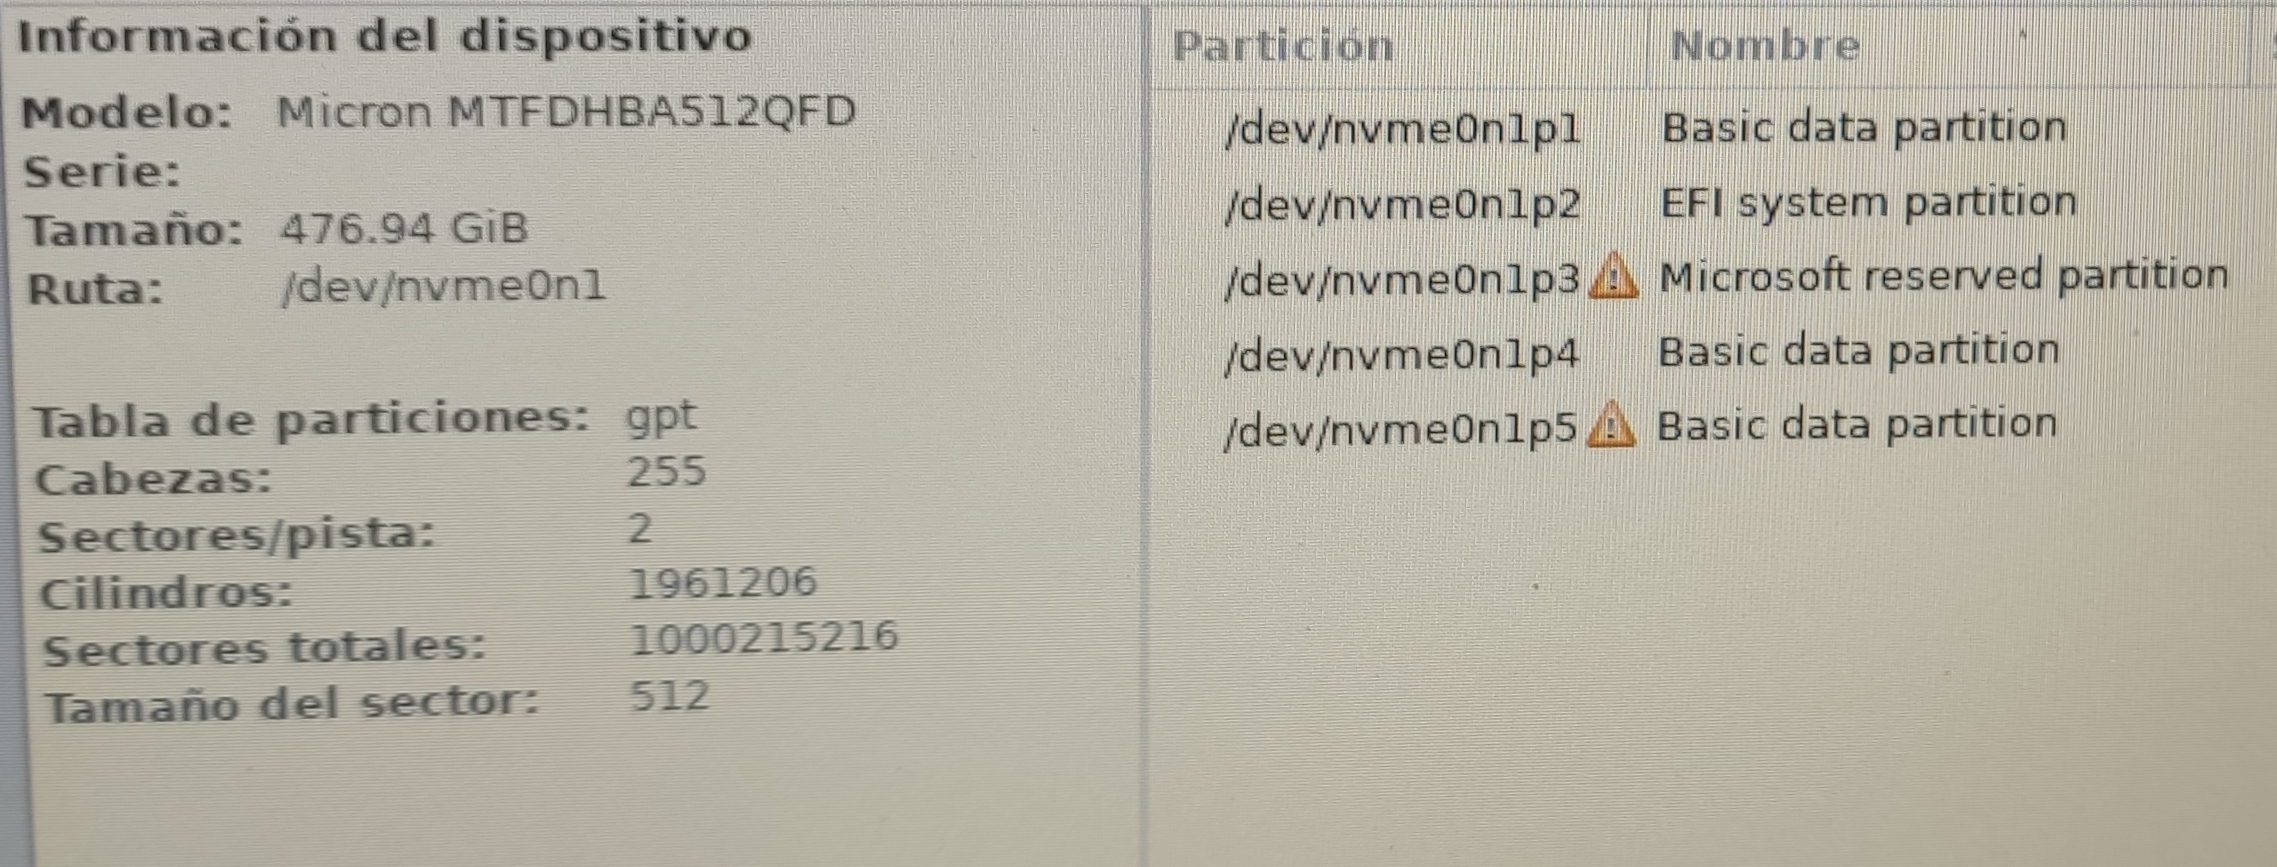 Información del dispositivo
Modelo: Micron MTFDHBA512QFD
Serie:
Tamaño: 476.94 GiB
Ruta: /dev/nvme0n1
Tabla de particiones: gpt
Cabezas: 255
Sectores/pista: 2
Cilindros: 1961206
Sectores totales: 1000215216
Tamaño del sector: 512
Partición Nombre
/dev/nvme0n1p1 Basic data partition
/dev/nvme0n1p2 EFI system partition
/dev/nvme0n1p3 Microsoft reserved partition
/dev/nvme0n1p4 Basic data partition
/dev/nvme0n1p5 Basic data partition